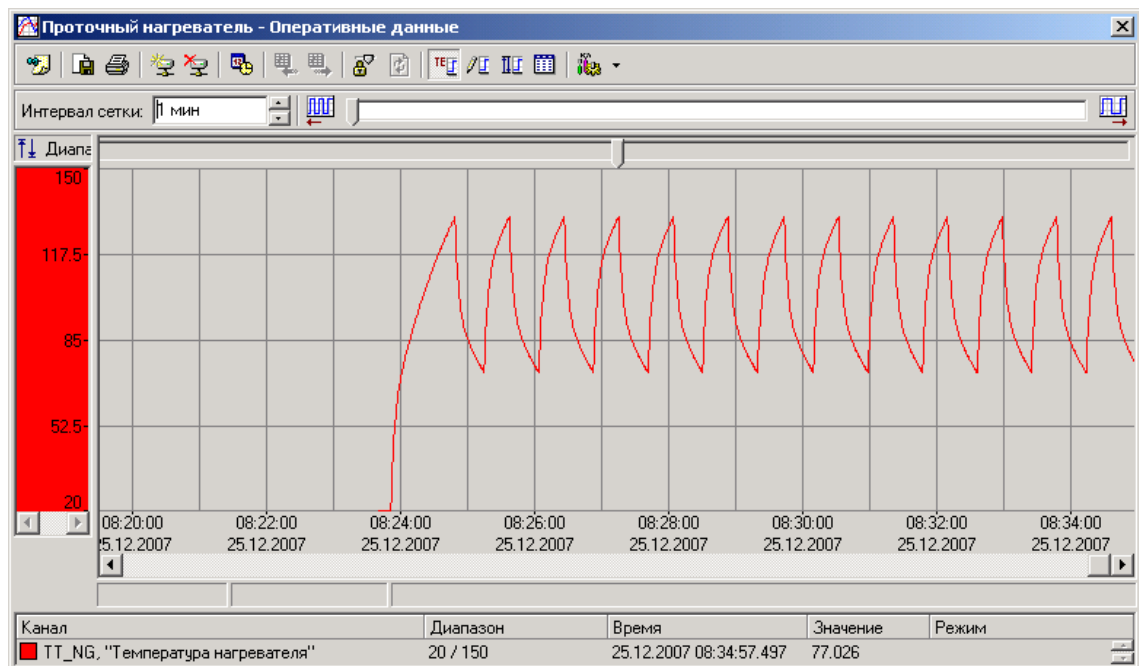 Проточный нагреватель - Оперативные данные
Интервал сетки: 1 мин
Диапа
150
117.5
85
52.5
20
08:20:00 08:22:00 08:24:00 08:26:00 08:28:00 08:30:00 08:32:00 08:34:00
25.12.2007 25.12.2007 25.12.2007 25.12.2007 25.12.2007 25.12.2007 25.12.2007
Канал Диапазон Время Значение Режим
TT_NG, "Температура нагревателя" 20 / 150 25.12.2007 08:34:57.497 77.026